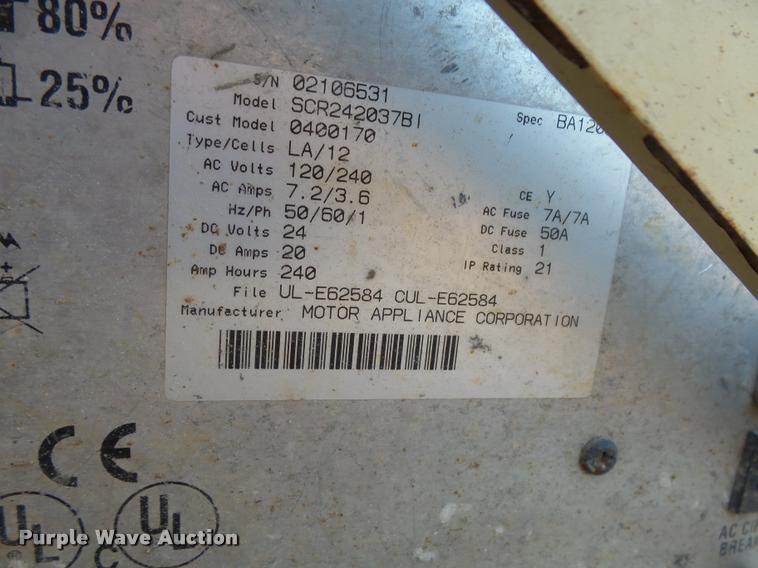 80%
25%
S/N 02106531
Model SCR242037BI Spec BA120
Cust Model 0400170
Type/Cells LA/12
AC Volts 120/240 CE Y
AC Amps 7.2/3.6 AC Fuse 7A/7A
Hz/Ph 50/60/1 DC Fuse 50A
DC Volts 24 Class 1
DC Amps 20 IP Rating 21
Amp Hours 240
File UL-E62584 CUL-E62584
Manufacturer MOTOR APPLIANCE CORPORATION
CE
UL
C UL
AC CI
BREA
Purple Wave Auction